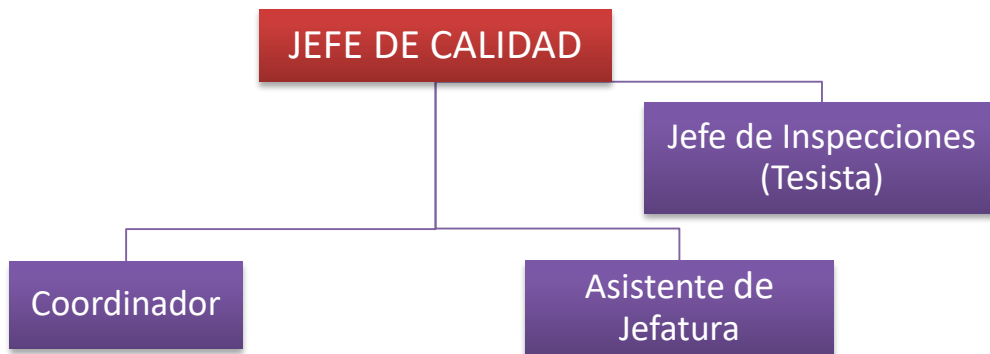 JEFE DE CALIDAD
Jefe de Inspecciones
(Tesista)
Coordinador
Asistente de
Jefatura